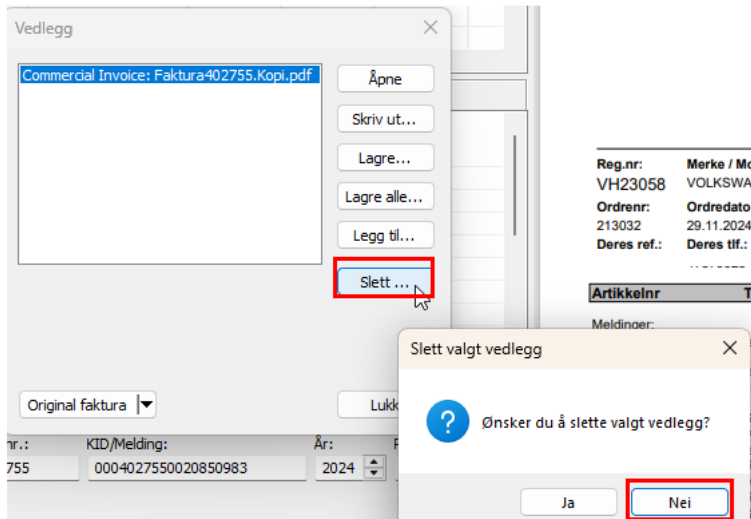 Vedlegg
Commercial Invoice: Faktura402755.Kopi.pdf
Åpne
Skriv ut...
Lagre...
Lagre alle...
Legg til...
Slett ...
Original faktura
KID/Melding:
År:
0004027550020850983
2024
Reg.nr:
Merke /
VH23058
Ordrenr:
213032
29.11.2024
Deres ref.:
Deres tlf.:
Artikkelnr
Meldinger:
Slett valgt vedlegg
Ønsker du å slette valgt vedlegg?
Ja
Nei